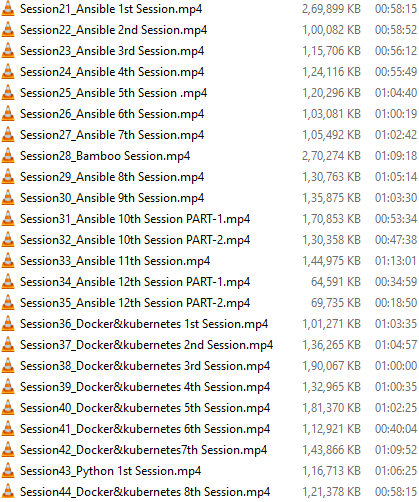 Session21_Ansible 1st Session.mp4 2,69,899 KB 00:58:15
Session22_Ansible 2nd Session.mp4 1,00,082 KB 00:58:52
Session23_Ansible 3rd Session.mp4 1,15,706 KB 00:56:12
Session24_Ansible 4th Session.mp4 1,24,116 KB 00:55:49
Session25_Ansible 5th Session .mp4 1,20,296 KB 01:04:40
Session26_Ansible 6th Session.mp4 1,03,081 KB 01:00:19
Session27_Ansible 7th Session.mp4 1,05,492 KB 01:02:42
Session28_Bamboo Session.mp4 2,70,274 KB 01:09:18
Session29_Ansible 8th Session.mp4 1,30,763 KB 01:05:14
Session30_Ansible 9th Session.mp4 1,35,875 KB 01:03:30
Session31_Ansible 10th Session PART-1.mp4 1,70,853 KB 00:53:34
Session32_Ansible 10th Session PART-2.mp4 1,30,358 KB 00:47:38
Session33_Ansible 11th Session.mp4 1,44,975 KB 01:13:01
Session34_Ansible 12th Session PART-1.mp4 64,591 KB 00:34:59
Session35_Ansible 12th Session PART-2.mp4 69,735 KB 00:18:50
Session36_Docker&kubernetes 1st Session.mp4 1,01,271 KB 01:03:35
Session37_Docker&kubernetes 2nd Session.mp4 1,36,265 KB 01:04:57
Session38_Docker&kubernetes 3rd Session.mp4 1,90,067 KB 01:00:00
Session39_Docker&kubernetes 4th Session.mp4 1,32,965 KB 01:00:35
Session40_Docker&kubernetes 5th Session.mp4 1,81,370 KB 01:02:25
Session41_Docker&kubernetes 6th Session.mp4 1,12,921 KB 00:40:04
Session42_Docker&kubernetes7th Session.mp4 1,43,866 KB 01:09:52
Session43_Python 1st Session.mp4 1,16,713 KB 01:06:25
Session44_Docker&kubernetes 8th Session.mp4 1,21,378 KB 00:58:15